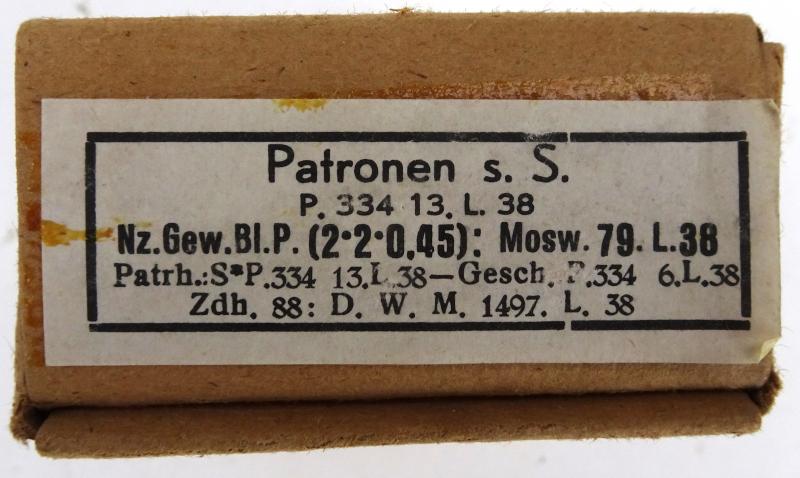 Patronen s. S.
P. 334 13. L. 38
Nz.Gew.Bl.P. (2·2·0,45): Mosw. 79. L.38
Patrh.:S*P.334 13.L.38—Gesch. P.334 6.L.38
Zdh. 88: D. W. M. 1497. L. 38